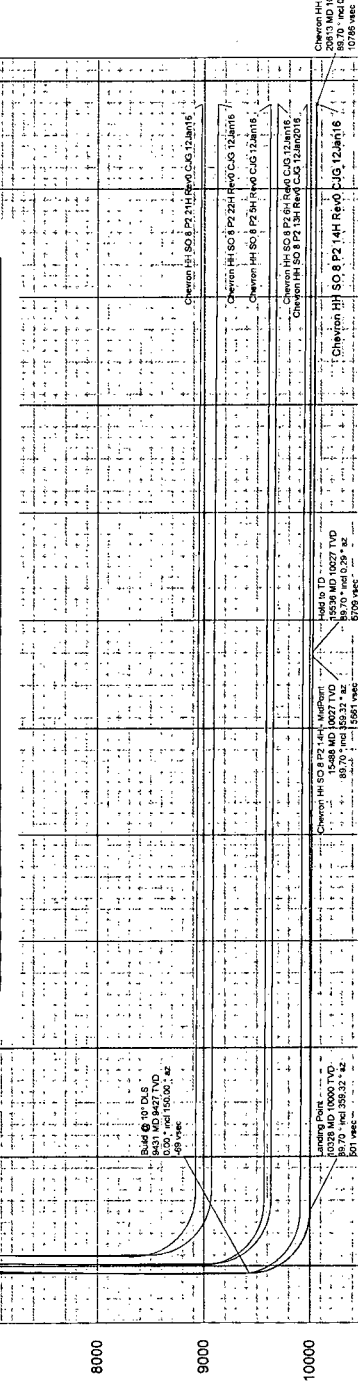 Chevron HH
20613 MD 10
89.70 ° incl 0
10786 vsec
Chevron HH SO 8 P2 21H Rev0 CJG 12Jan16
Chevron HH SO 8 P2 22H Rev0 CJG 12Jan16
Chevron HH SO 8 P2 5H Rev0 CJG 12Jan16
Chevron HH SO 8 P2 6H Rev0 CJG 12Jan16
Chevron HH SO 8 P2 13H Rev0 CJG 12Jan2016
Chevron HH SO 8 P2 14H Rev0 CJG 12Jan16
Hold to TD
15536 MD 10027 TVD
89.70 ° incl 0.29 ° az
5709 vsec
Chevron HH SO 8 P2 14H - MidPoint
15488 MD 10027 TVD
89.70 ° incl 359.32 ° az
5661 vsec
Build @ 10° DLS
9431 MD 9427 TVD
0.00 ° incl 150.00 ° az
-69 vsec
Landing Point
10328 MD 10000 TVD
89.70 ° incl 359.32 ° az
501 vsec
8000
9000
10000